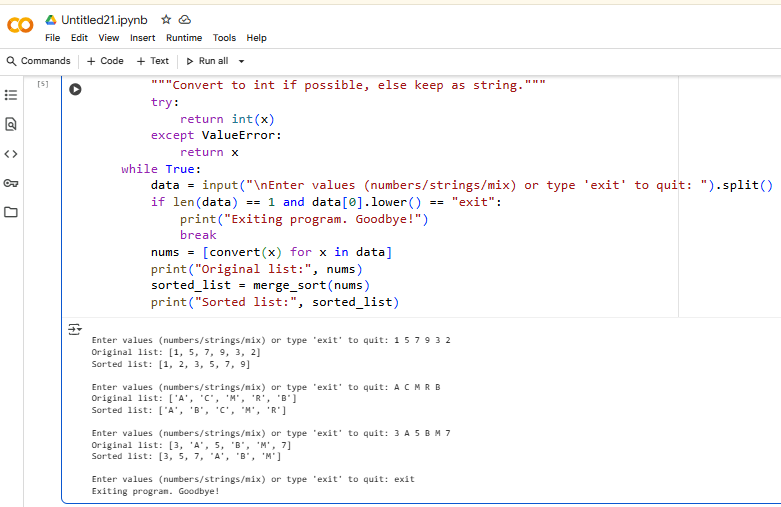 Untitled21.ipynb
File Edit View Insert Runtime Tools Help
Commands + Code + Text Run all
[5]
"""Convert to int if possible, else keep as string."""
try:
return int(x)
except ValueError:
return x
while True:
data = input("\nEnter values (numbers/strings/mix) or type 'exit' to quit: ").split()
if len(data) == 1 and data[0].lower() == "exit":
print("Exiting program. Goodbye!")
break
nums = [convert(x) for x in data]
print("Original list:", nums)
sorted_list = merge_sort(nums)
print("Sorted list:", sorted_list)
Enter values (numbers/strings/mix) or type 'exit' to quit: 1 5 7 9 3 2
Original list: [1, 5, 7, 9, 3, 2]
Sorted list: [1, 2, 3, 5, 7, 9]
Enter values (numbers/strings/mix) or type 'exit' to quit: A C M R B
Original list: ['A', 'C', 'M', 'R', 'B']
Sorted list: ['A', 'B', 'C', 'M', 'R']
Enter values (numbers/strings/mix) or type 'exit' to quit: 3 A 5 B M 7
Original list: [3, 'A', 5, 'B', 'M', 7]
Sorted list: [3, 5, 7, 'A', 'B', 'M']
Enter values (numbers/strings/mix) or type 'exit' to quit: exit
Exiting program. Goodbye!